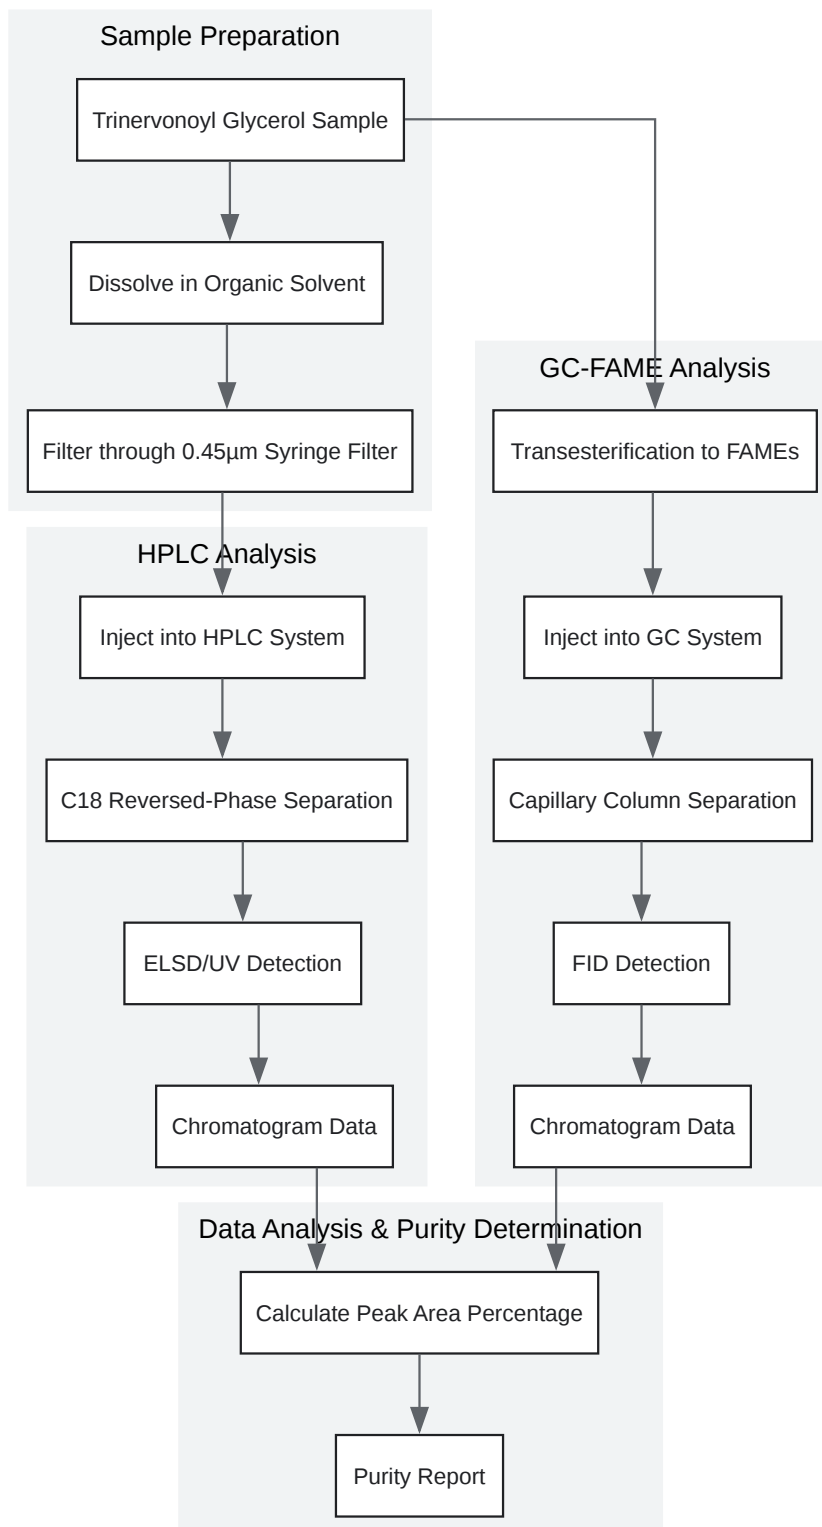 Sample Preparation
Trinervonoyl Glycerol Sample
Dissolve in Organic Solvent
Filter through 0.45µm Syringe Filter
HPLC Analysis
Inject into HPLC System
C18 Reversed-Phase Separation
ELSD/UV Detection
Chromatogram Data
GC-FAME Analysis
Transesterification to FAMEs
Inject into GC System
Capillary Column Separation
FID Detection
Chromatogram Data
Data Analysis & Purity Determination
Calculate Peak Area Percentage
Purity Report